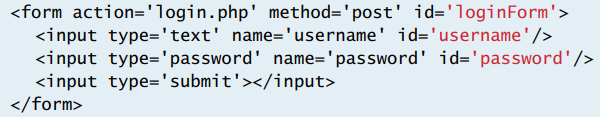 <form action='login.php' method='post' id='loginForm'>
<input type='text' name='username' id='username'/>
<input type='password' name='password' id='password'/>
<input type='submit'></input>
</form>